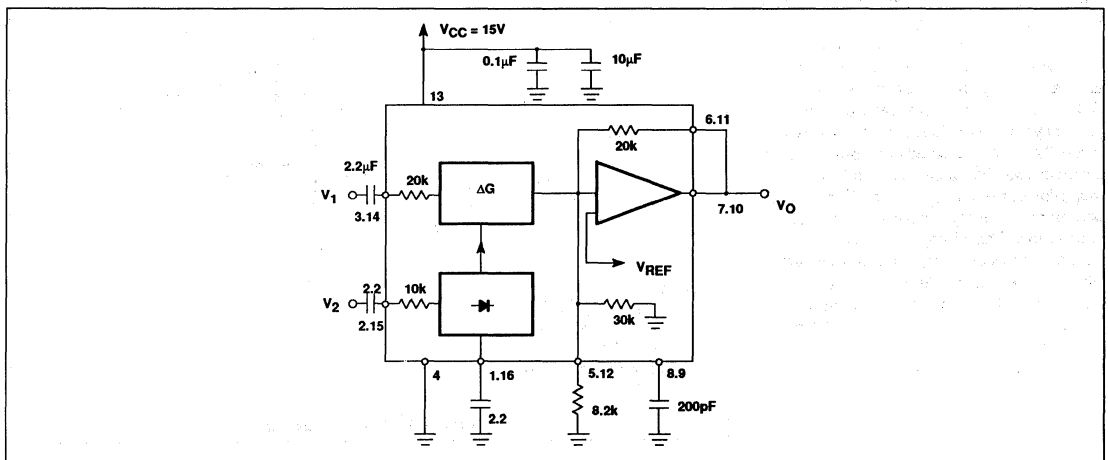 VCC = 15V
0.1μF
10μF
13
6.11
20k
2.2μF
20k
ΔG
V1
3.14
7.10
VO
VREF
2.2
10k
V2
2.15
30k
4
1.16
5.12
8.9
8.2k
200pF
2.2